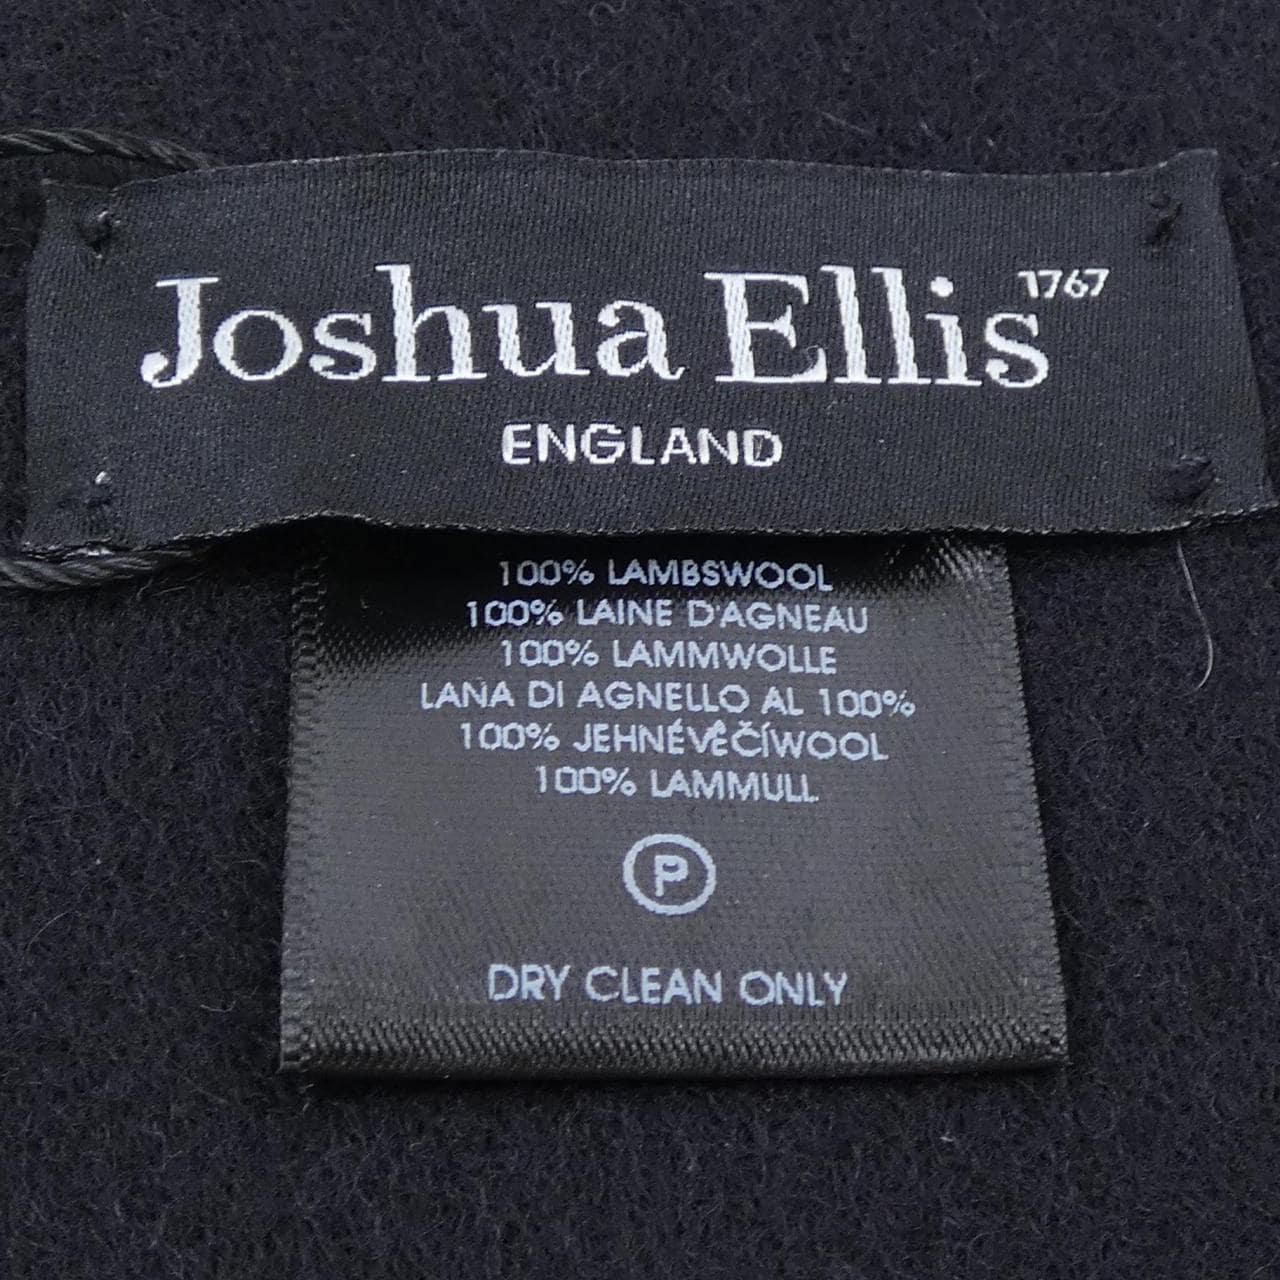 Joshua Ellis 1767
ENGLAND
100% LAMBSWOOL
100% LAINE D'AGNEAU
100% LAMMWOLLE
LANA DI AGNELLO AL 100%
100% JEHNÉVĚČÍWOOL
100% LAMMULL
P
DRY CLEAN ONLY